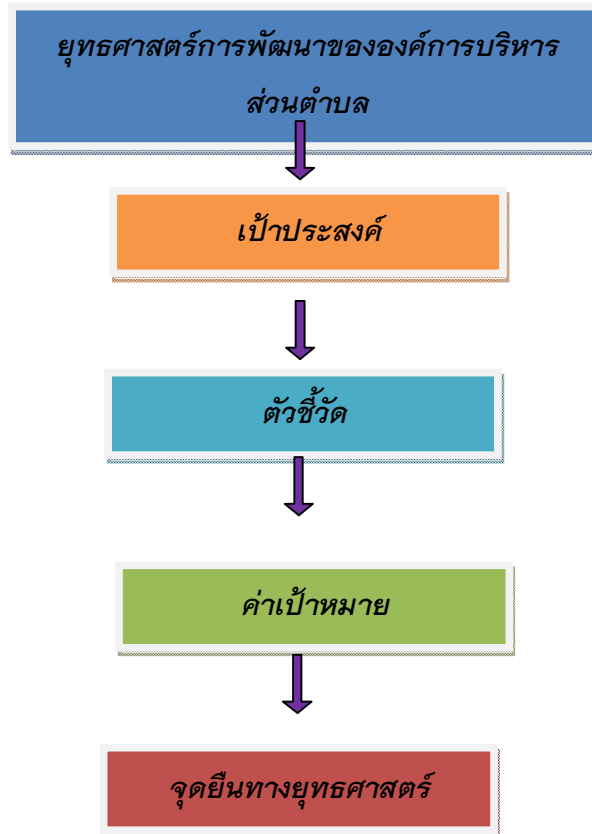 ยุทธศาสตร์การพัฒนาขององค์การบริหาร
ส่วนตำบล
เป้าประสงค์
ตัวชี้วัด
ค่าเป้าหมาย
จุดยืนทางยุทธศาสตร์